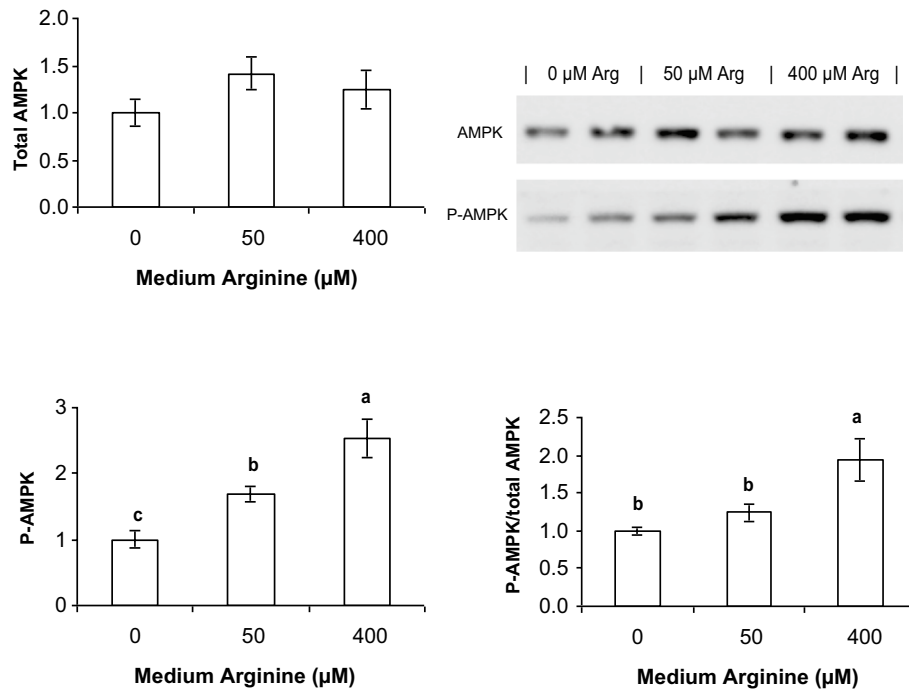 2.0
1.5
1.0
0.5
0.0
Total AMPK
0 50 400
Medium Arginine (µM)
| 0 µM Arg | 50 µM Arg | 400 µM Arg |
AMPK
P-AMPK
3
2
1
0
P-AMPK
c
b
a
0 50 400
Medium Arginine (µM)
2.5
2.0
1.5
1.0
0.5
0.0
P-AMPK/total AMPK
b
b
a
0 50 400
Medium Arginine (µM)